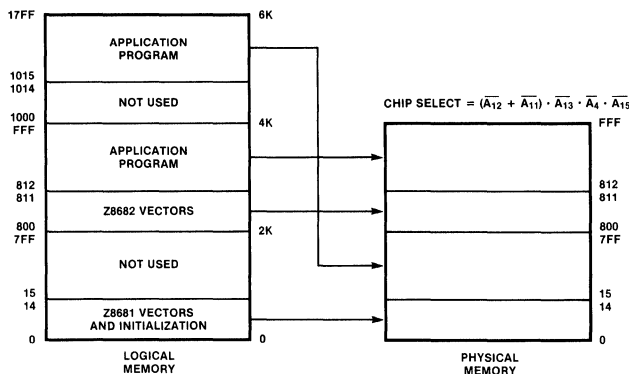 17FF
6K
APPLICATION
PROGRAM
1015
1014
NOT USED
1000
FFF
4K
APPLICATION
PROGRAM
812
811
Z8682 VECTORS
800
7FF
2K
NOT USED
15
14
Z8681 VECTORS
AND INITIALIZATION
0
0
LOGICAL
MEMORY
CHIP SELECT = (A̅12 + A̅11) · A̅13 · A̅4 · A̅15
FFF
812
811
800
7FF
15
14
0
PHYSICAL
MEMORY